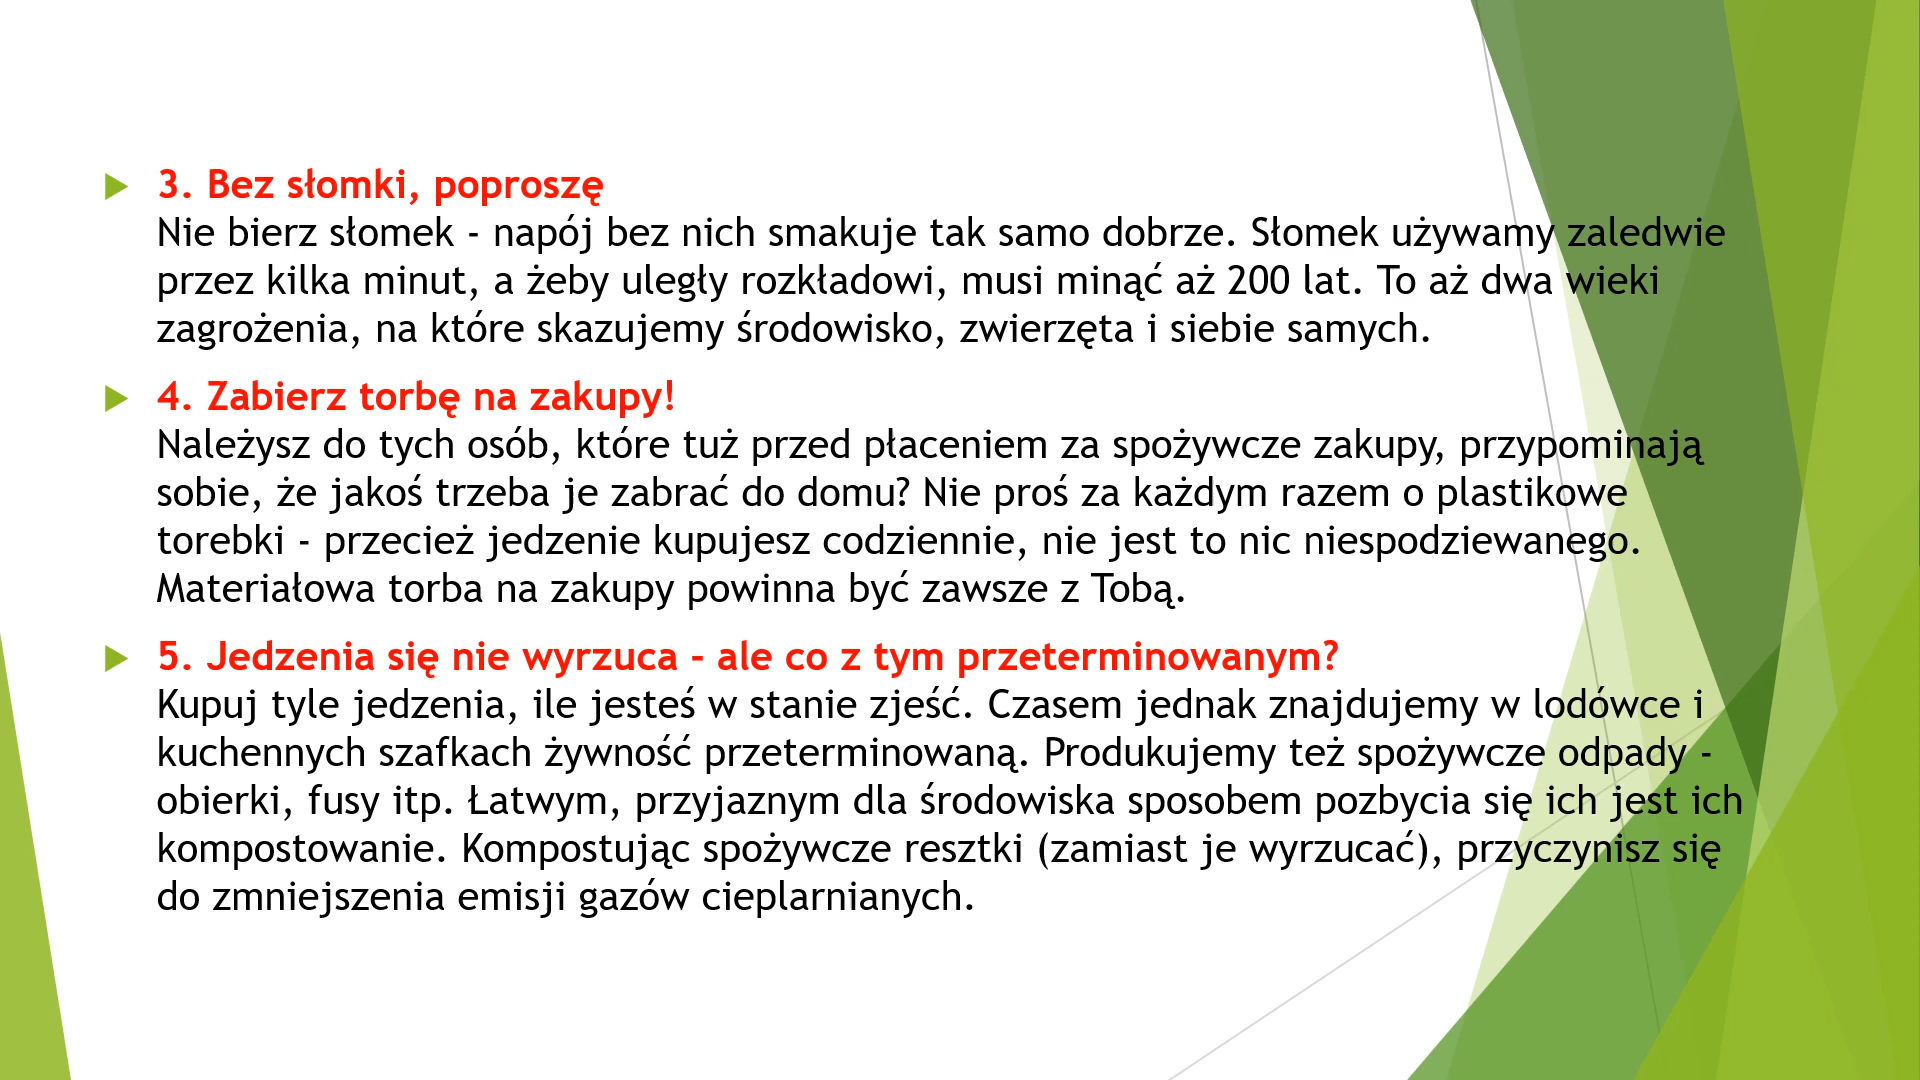 3. Bez słomki, poproszę
Nie bierz słomek - napój bez nich smakuje tak samo dobrze. Słomek używamy zaledwie
przez kilka minut, a żeby uległy rozkładowi, musi minąć aż 200 lat. To aż dwa wieki
zagrożenia, na które skazujemy środowisko, zwierzęta i siebie samych.
4. Zabierz torbę na zakupy!
Należysz do tych osób, które tuż przed płaceniem za spożywcze zakupy, przypominają
sobie, że jakoś trzeba je zabrać do domu? Nie proś za każdym razem o plastikowe
torebki - przecież jedzenie kupujesz codziennie, nie jest to nic niespodziewanego.
Materiałowa torba na zakupy powinna być zawsze z Tobą.
5. Jedzenia się nie wyrzuca - ale co z tym przeterminowanym?
Kupuj tyle jedzenia, ile jesteś w stanie zjeść. Czasem jednak znajdujemy w lodówce i
kuchennych szafkach żywność przeterminowaną. Produkujemy też spożywcze odpady -
obierki, fusy itp. Łatwym, przyjaznym dla środowiska sposobem pozbycia się ich jest ich
kompostowanie. Kompostując spożywcze resztki (zamiast je wyrzucać), przyczynisz się
do zmniejszenia emisji gazów cieplarnianych.